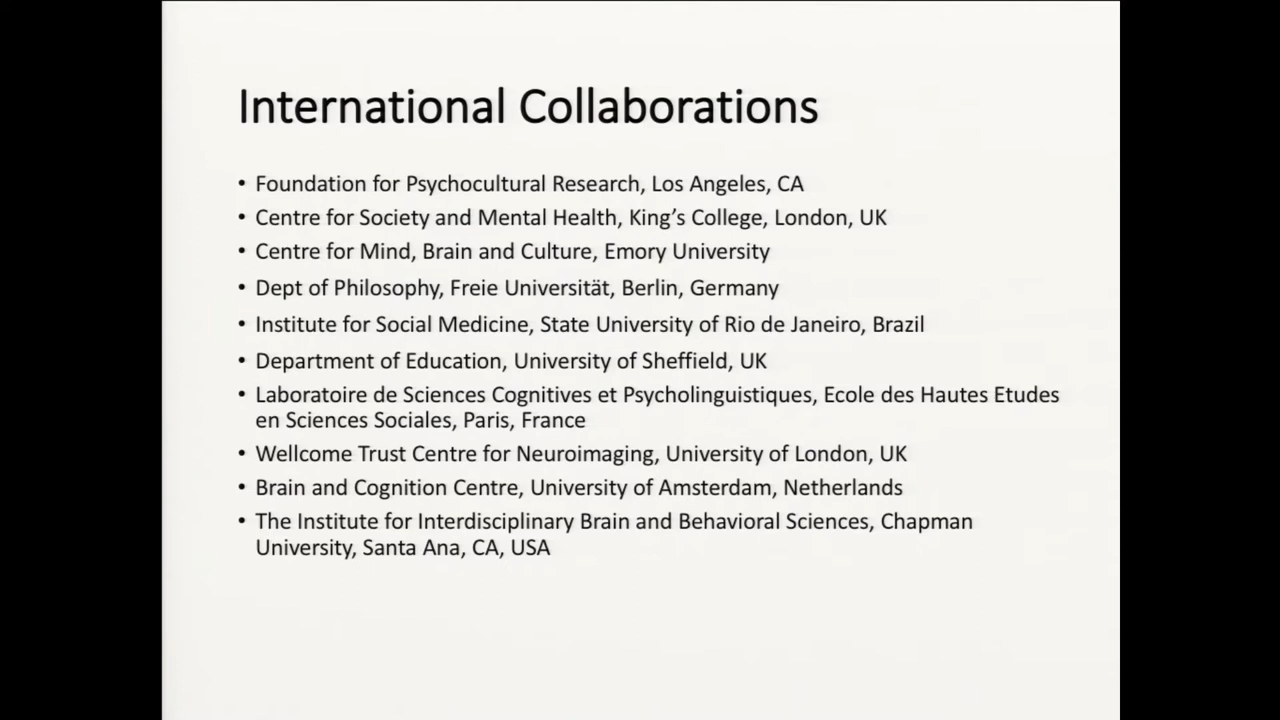 International Collaborations
• Foundation for Psychocultural Research, Los Angeles, CA
• Centre for Society and Mental Health, King’s College, London, UK
• Centre for Mind, Brain and Culture, Emory University
• Dept of Philosophy, Freie Universität, Berlin, Germany
• Institute for Social Medicine, State University of Rio de Janeiro, Brazil
• Department of Education, University of Sheffield, UK
• Laboratoire de Sciences Cognitives et Psycholinguistiques, Ecole des Hautes Etudes
en Sciences Sociales, Paris, France
• Wellcome Trust Centre for Neuroimaging, University of London, UK
• Brain and Cognition Centre, University of Amsterdam, Netherlands
• The Institute for Interdisciplinary Brain and Behavioral Sciences, Chapman
University, Santa Ana, CA, USA